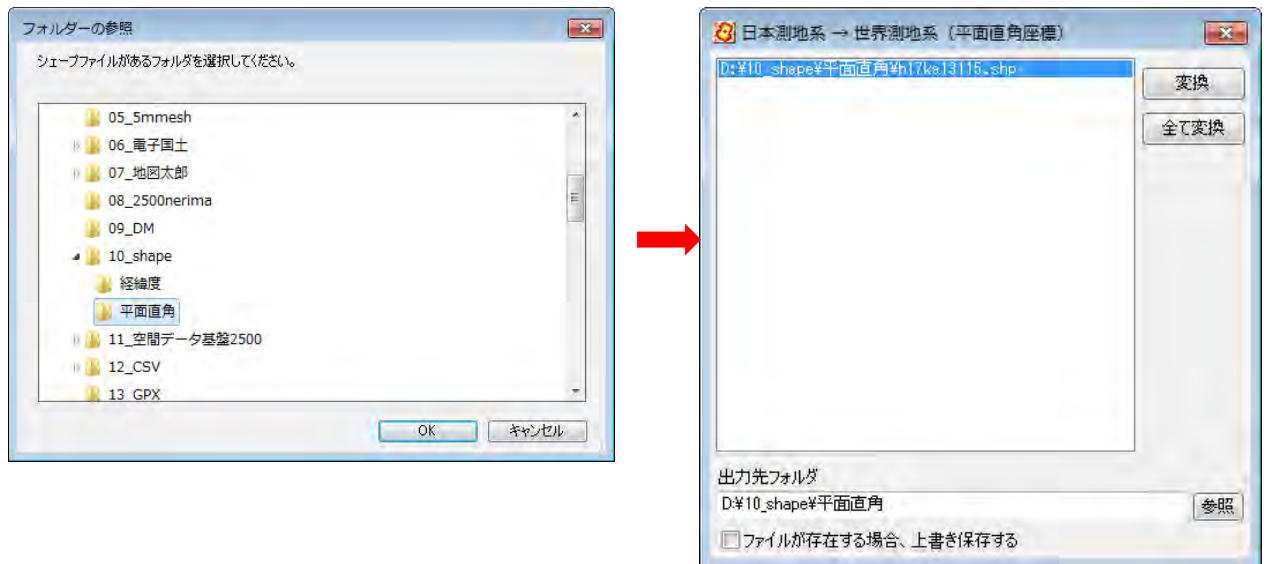 フォルダーの参照
シェープファイルがあるフォルダを選択してください。
05_5mmesh
06_電子国土
07_地図太郎
08_2500nerima
09_DM
10_shape
経緯度
平面直角
11_空間データ基盤2500
12_CSV
13_GPX
OK
キャンセル
日本測地系 → 世界測地系（平面直角座標）
D:¥10_shape¥平面直角¥h17ka13115.shp
変換
全て変換
出力先フォルダ
D:¥10_shape¥平面直角
参照
ファイルが存在する場合、上書き保存する